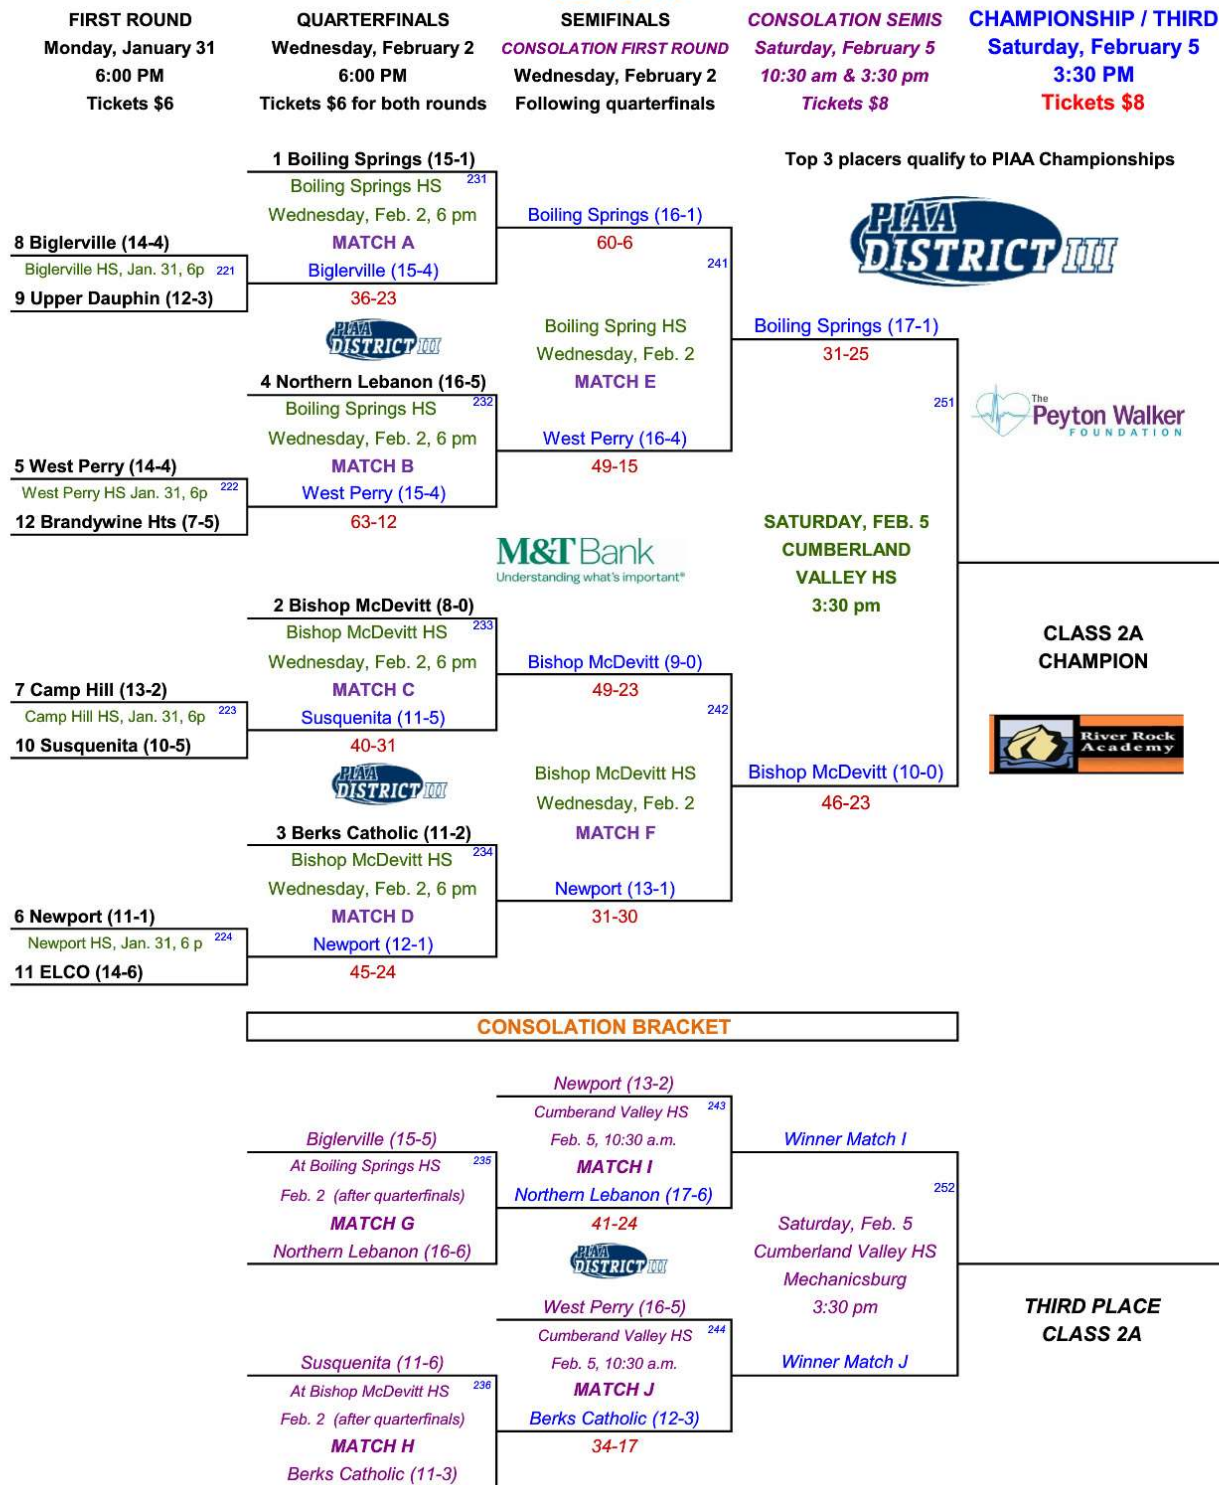 FIRST ROUND
Monday, January 31
6:00 PM
Tickets $6
QUARTERFINALS
Wednesday, February 2
6:00 PM
Tickets $6 for both rounds
SEMIFINALS
CONSOLATION FIRST ROUND
Wednesday, February 2
Following quarterfinals
CONSOLATION SEMIS
Saturday, February 5
10:30 am & 3:30 pm
Tickets $8
CHAMPIONSHIP / THIRD
Saturday, February 5
3:30 PM
Tickets $8
Top 3 placers qualify to PIAA Championships
PIAA
DISTRICT III
8 Biglerville (14-4)
Biglerville HS, Jan. 31, 6p 221
9 Upper Dauphin (12-3)
5 West Perry (14-4)
West Perry HS Jan. 31, 6p 222
12 Brandywine Hts (7-5)
7 Camp Hill (13-2)
Camp Hill HS, Jan. 31, 6p 223
10 Susquenita (10-5)
6 Newport (11-1)
Newport HS, Jan. 31, 6 p 224
11 ELCO (14-6)
1 Boiling Springs (15-1)
Boiling Springs HS 231
Wednesday, Feb. 2, 6 pm
MATCH A
Biglerville (15-4)
36-23
PIAA
DISTRICT III
4 Northern Lebanon (16-5)
Boiling Springs HS 232
Wednesday, Feb. 2, 6 pm
MATCH B
West Perry (15-4)
63-12
2 Bishop McDevitt (8-0)
Bishop McDevitt HS 233
Wednesday, Feb. 2, 6 pm
MATCH C
Susquenita (11-5)
40-31
PIAA
DISTRICT III
3 Berks Catholic (11-2)
Bishop McDevitt HS 234
Wednesday, Feb. 2, 6 pm
MATCH D
Newport (12-1)
45-24
Boiling Springs (16-1)
60-6
241
Boiling Spring HS
Wednesday, Feb. 2
MATCH E
West Perry (16-4)
49-15
M&T Bank
Understanding what's important®
Bishop McDevitt (9-0)
49-23
242
Bishop McDevitt HS
Wednesday, Feb. 2
MATCH F
Newport (13-1)
31-30
Boiling Springs (17-1)
31-25
251
SATURDAY, FEB. 5
CUMBERLAND
VALLEY HS
3:30 pm
Bishop McDevitt (10-0)
46-23
The
Peyton Walker
FOUNDATION
CLASS 2A
CHAMPION
River Rock
Academy
CONSOLATION BRACKET
Biglerville (15-5)
At Boiling Springs HS 235
Feb. 2 (after quarterfinals)
MATCH G
Northern Lebanon (16-6)
Susquenita (11-6)
At Bishop McDevitt HS 236
Feb. 2 (after quarterfinals)
MATCH H
Berks Catholic (11-3)
Newport (13-2)
Cumberand Valley HS 243
Feb. 5, 10:30 a.m.
MATCH I
Northern Lebanon (17-6)
41-24
PIAA
DISTRICT III
West Perry (16-5)
Cumberand Valley HS 244
Feb. 5, 10:30 a.m.
MATCH J
Berks Catholic (12-3)
34-17
Winner Match I
252
Saturday, Feb. 5
Cumberland Valley HS
Mechanicsburg
3:30 pm
Winner Match J
THIRD PLACE
CLASS 2A